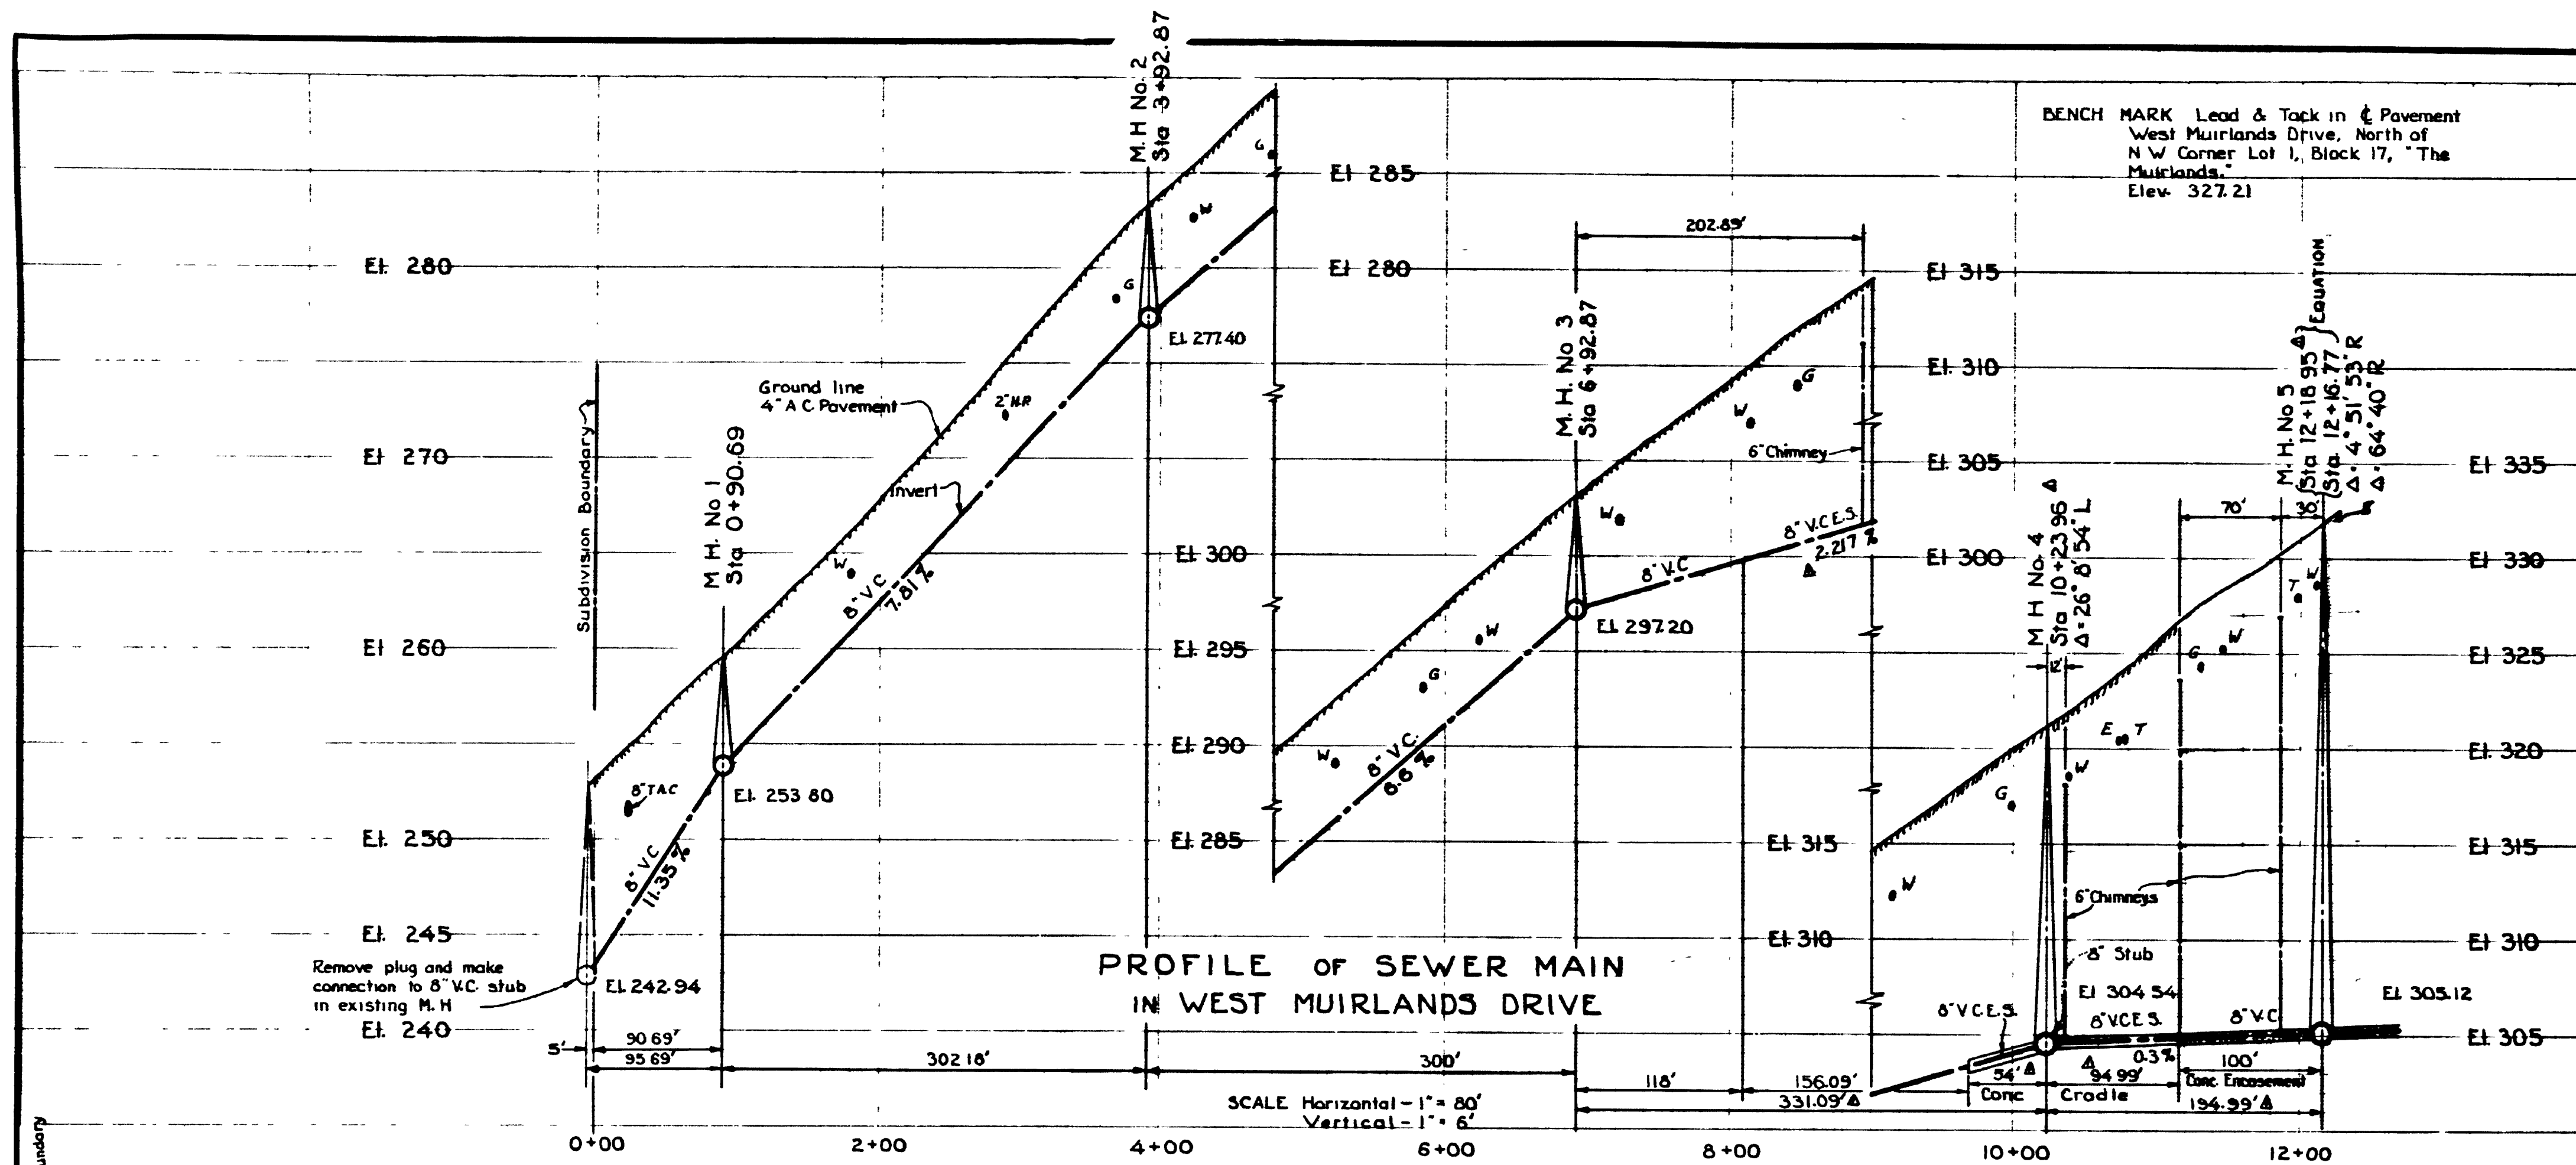 BENCH MARK Lead & Tack in ℄ Pavement
West Muirlands Drive, North of
N W Corner Lot 1, Block 17, "The
Muirlands."
Elev. 327.21
M. H No. 2
Sta 3+92.87
El. 285
El. 280
El 280
202.89'
El 315
EQUATION
M. H. No 3
Sta 6+92.87
El. 277.40
El 310
M. H. No 5
Sta 12+18 95 Δ
Sta. 12+16.77
Δ= 4° 51' 53" R
Δ= 64° 40" R
Ground line
4" A C. Pavement
2" H.R
Subdivision Boundary
El 270
M H. No 1
Sta 0+90.69
Invert
6" Chimney
El. 305
El 335
M H No. 4
Sta 10+23 96 Δ
Δ=26° 8' 54" L
70'
30'
El. 300
8" V.C.E.S.
2.217 %
Δ
El 300
El 330
8" V.C
7.81%
8" V.C
El. 297.20
El 260
El. 295
El 325
12'
G
W
E T
El. 290
El 320
8" T.A.C
El. 253 80
8" V.C.
8.6 %
El. 250
El. 285
El. 315
El 315
8" V.C
11.35 %
6" Chimneys
El. 245
El. 310
El 310
Remove plug and make
connection to 8" V.C. stub
in existing M. H
El. 242.94
PROFILE OF SEWER MAIN
IN WEST MUIRLANDS DRIVE
8" Stub
El 304 54
El. 305.12
8" V.C.E.S.
8" V.C.E S.
8" V.C
El. 240
El 305
5'
90 69'
95 69'
302 18'
300'
118'
156.09'
331.09' Δ
54' Δ
Conc Cradle
Δ
94 99'
0.3 %
100'
Conc. Encasement
194.99' Δ
SCALE Horizontal - 1" = 80'
Vertical - 1" = 6'
0+00
2+00
4+00
6+00
8+00
10+00
12+00
undary